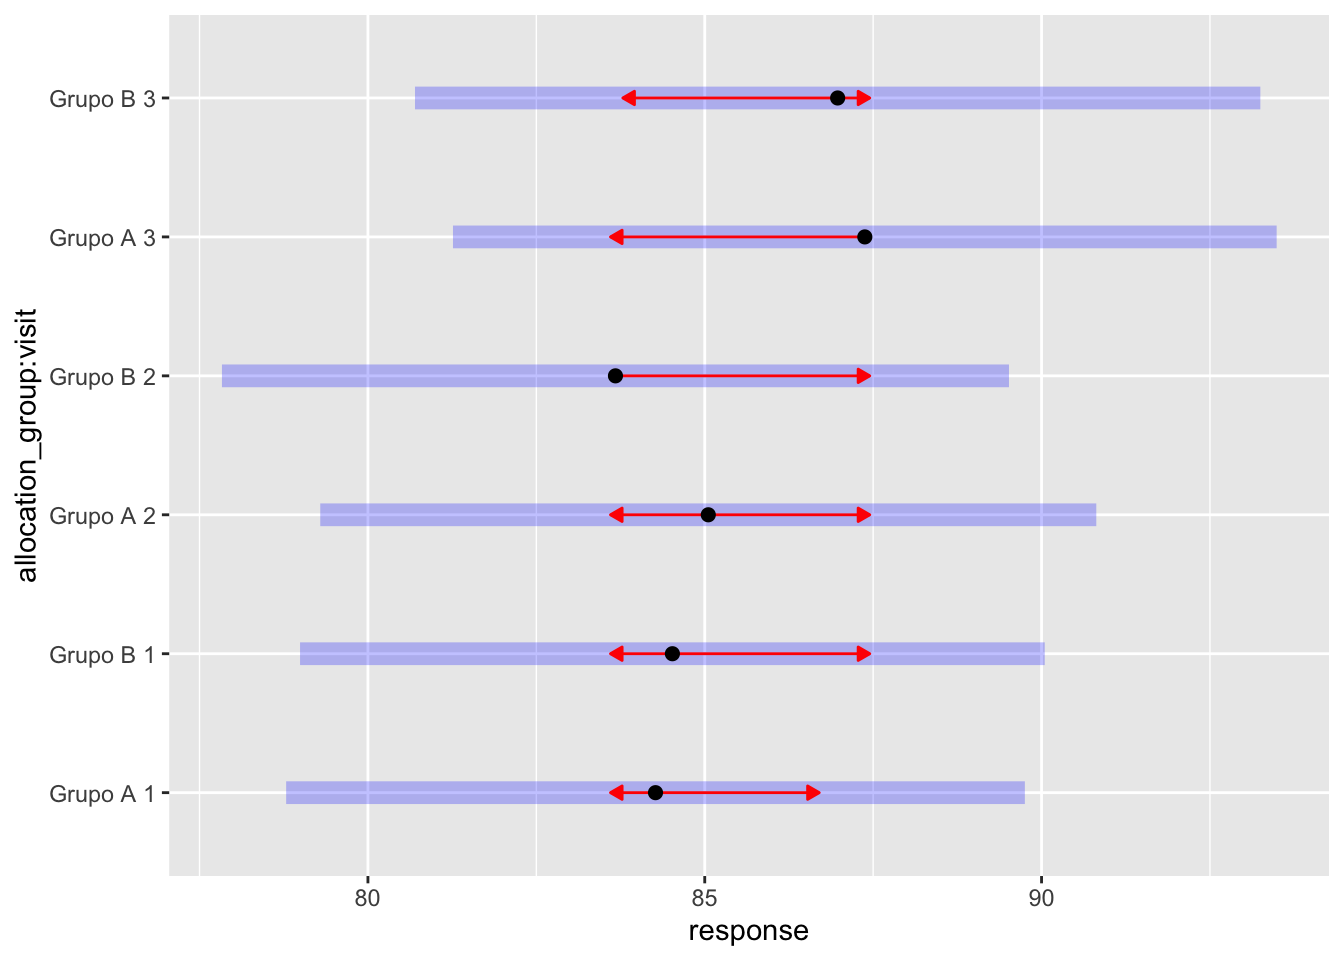 Grupo B 3
Grupo A 3
Grupo B 2
Grupo A 2
Grupo B 1
Grupo A 1
allocation_group:visit
80 85 90
response